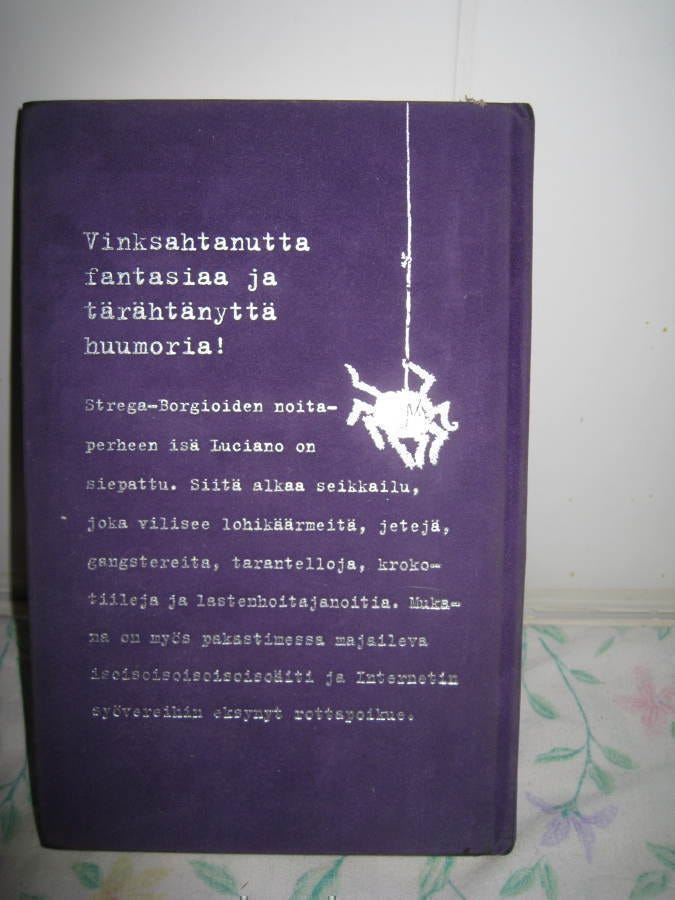 Vinksahtanutta
fantasiaa ja
tärähtänyttä
huumoria!
Strega-Borgioiden noita-
perheen isä Luciano on
siepattu. Siitä alkaa seikkailu,
joka vilisee lohikäärmeitä, jetejä,
gangstereita, tarantelloja, kroko-
tiileja ja lastenhoitajanoitia. Muka-
na on myös pakastimessa majaileva
isoisoisoisoisoisoäiti ja Internetin
syövereihin eksynyt rottapoikue.